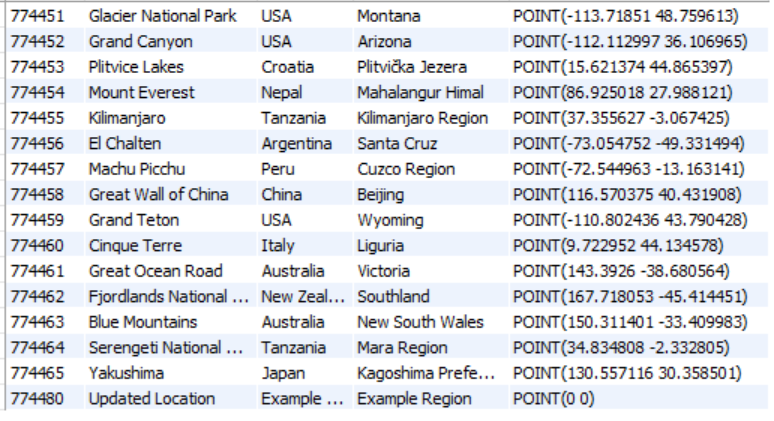 774451 Glacier National Park USA Montana POINT(-113.71851 48.759613)
774452 Grand Canyon USA Arizona POINT(-112.112997 36.106965)
774453 Plitvice Lakes Croatia Plitvička Jezera POINT(15.621374 44.865397)
774454 Mount Everest Nepal Mahalangur Himal POINT(86.925018 27.988121)
774455 Kilimanjaro Tanzania Kilimanjaro Region POINT(37.355627 -3.067425)
774456 El Chalten Argentina Santa Cruz POINT(-73.054752 -49.331494)
774457 Machu Picchu Peru Cuzco Region POINT(-72.544963 -13.163141)
774458 Great Wall of China China Beijing POINT(116.570375 40.431908)
774459 Grand Teton USA Wyoming POINT(-110.802436 43.790428)
774460 Cinque Terre Italy Liguria POINT(9.722952 44.134578)
774461 Great Ocean Road Australia Victoria POINT(143.3926 -38.680564)
774462 Fjordlands National ... New Zeal... Southland POINT(167.718053 -45.414451)
774463 Blue Mountains Australia New South Wales POINT(150.311401 -33.409983)
774464 Serengeti National ... Tanzania Mara Region POINT(34.834808 -2.332805)
774465 Yakushima Japan Kagoshima Prefe... POINT(130.557116 30.358501)
774480 Updated Location Example ... Example Region POINT(0 0)